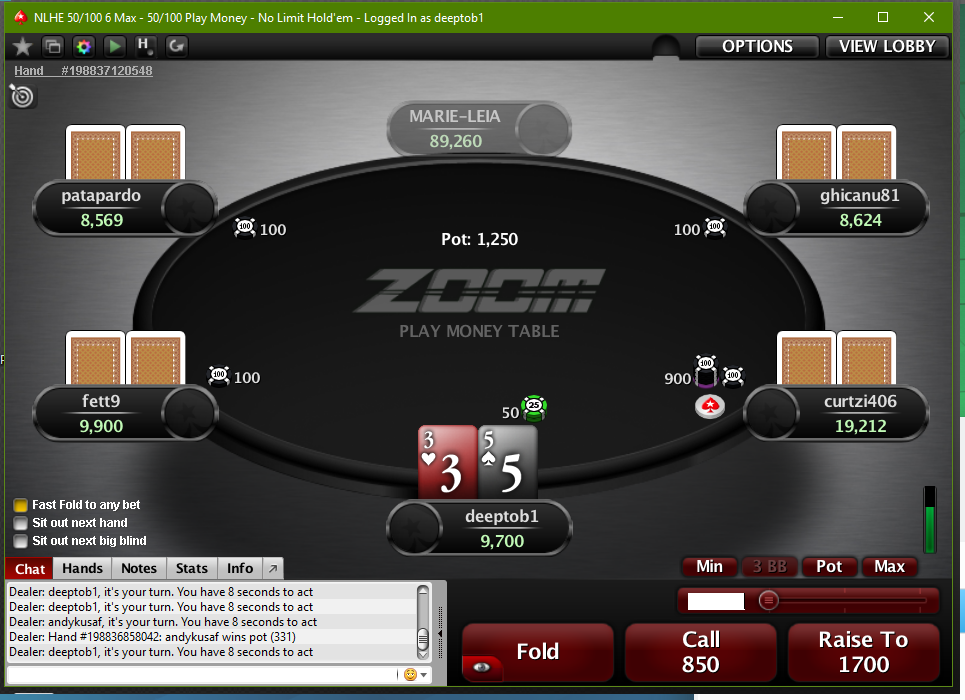 NLHE 50/100 6 Max - 50/100 Play Money - No Limit Hold'em - Logged In as deeptob1
H
OPTIONS
VIEW LOBBY
Hand #198837120548
MARIE-LEIA
89,260
patapardo
8,569
ghicanu81
8,624
100
100
100
100
Pot: 1,250
ZOOM
PLAY MONEY TABLE
fett9
9,900
100
100
900
100
100
curtzi406
19,212
50
25
3
3
5
5
deeptob1
9,700
Fast Fold to any bet
Sit out next hand
Sit out next big blind
Chat
Hands
Notes
Stats
Info
Min
3 BB
Pot
Max
Dealer: deeptob1, it's your turn. You have 8 seconds to act
Dealer: deeptob1, it's your turn. You have 8 seconds to act
Dealer: andykusaf, it's your turn. You have 8 seconds to act
Dealer: Hand #198836858042: andykusaf wins pot (331)
Dealer: deeptob1, it's your turn. You have 8 seconds to act
Fold
Call
850
Raise To
1700